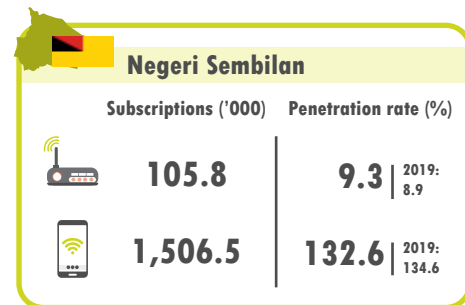 Negeri Sembilan
Subscriptions ('000) Penetration rate (%)
105.8 9.3 2019: 8.9
1,506.5 132.6 2019: 134.6